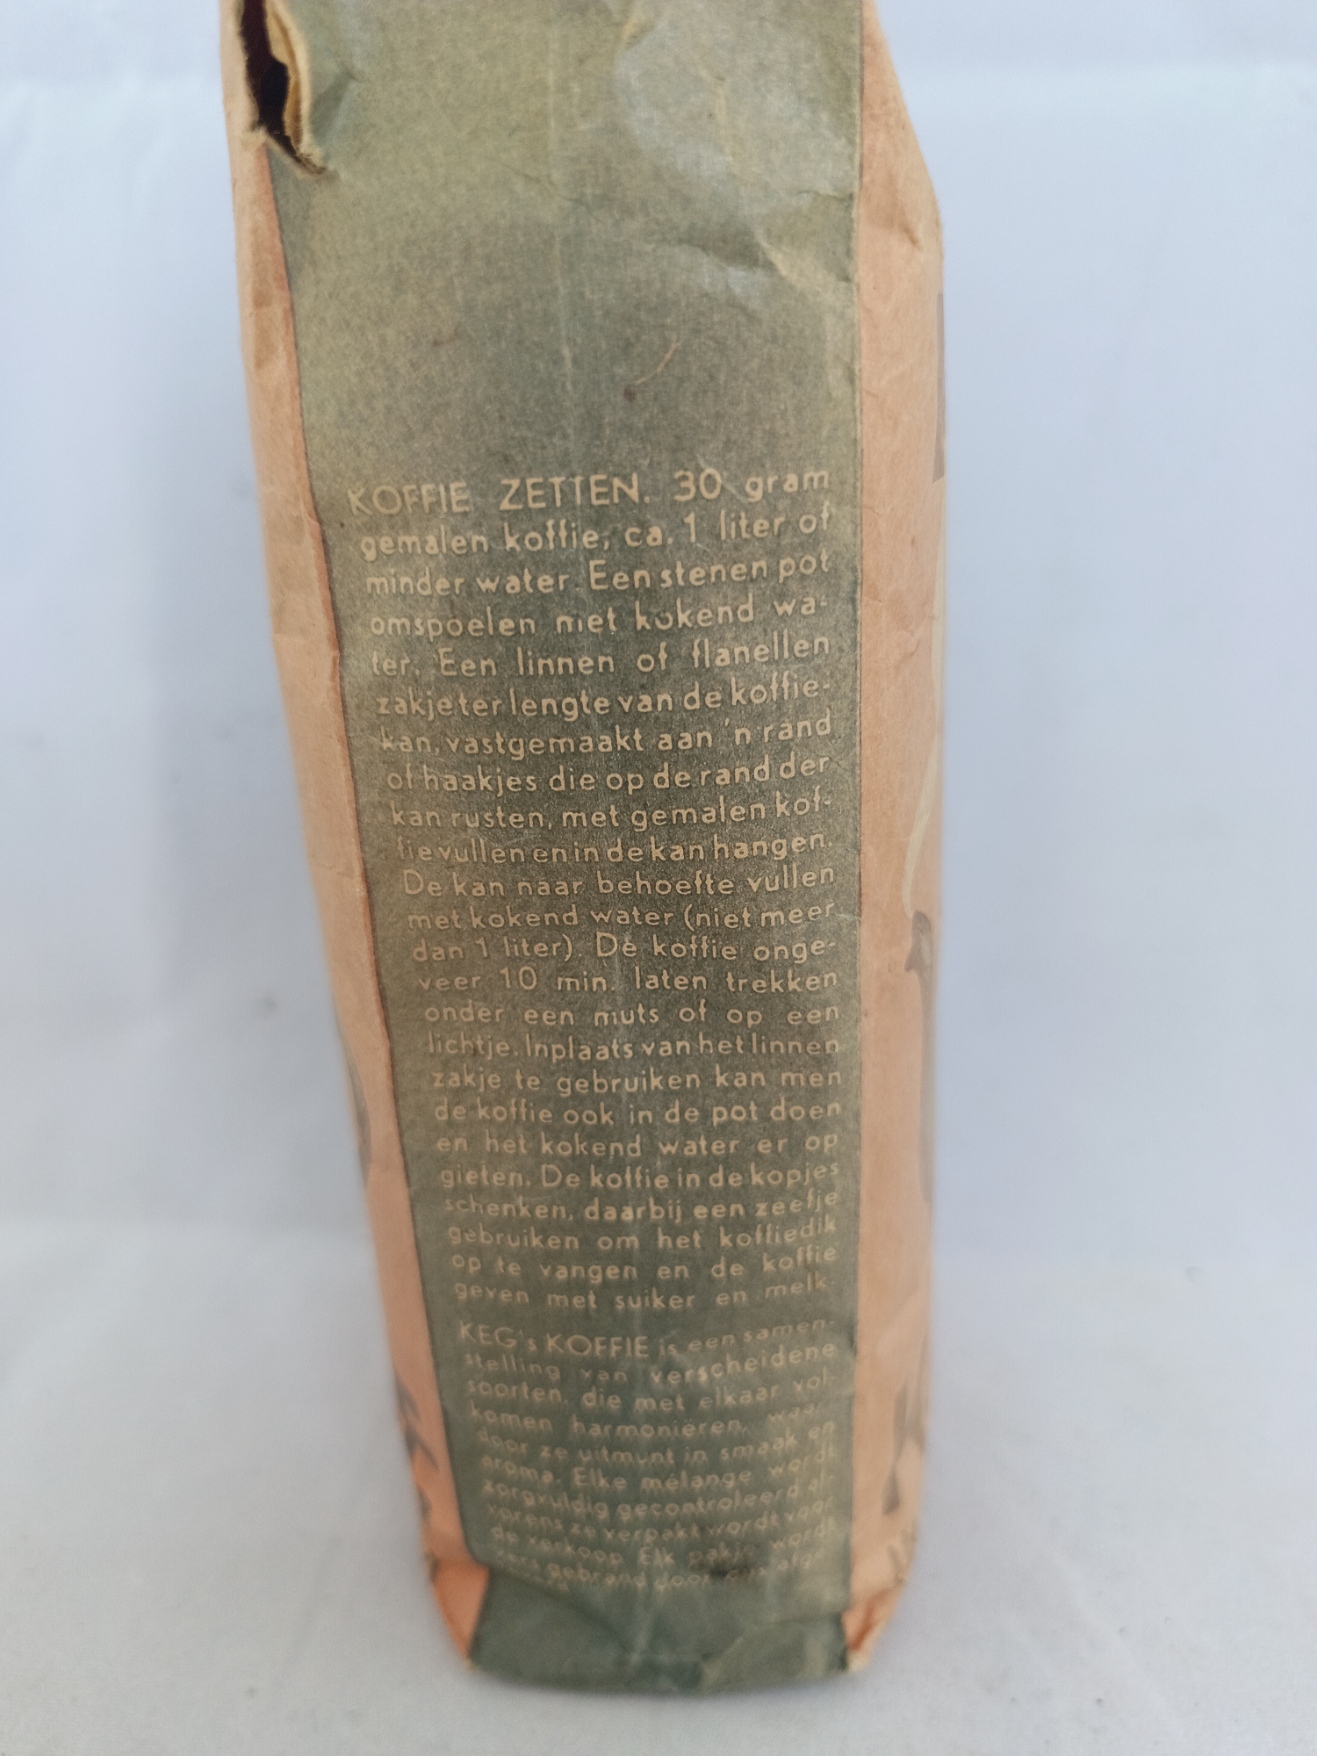 KOFFIE ZETTEN. 30 gram
gemalen koffie, ca. 1 liter of
minder water. Een stenen pot
omspoelen met kokend wa-
ter. Een linnen of flanellen
zakje ter lengte van de koffie-
kan, vastgemaakt aan 'n rand
of haakjes die op de rand der
kan rusten, met gemalen kof-
fie vullen en in de kan hangen.
De kan naar behoefte vullen
met kokend water (niet meer
dan 1 liter). De koffie onge-
veer 10 min. laten trekken
onder een muts of op een
lichtje. Inplaats van het linnen
zakje te gebruiken kan men
de koffie ook in de pot doen
en het kokend water er op
gieten. De koffie in de kopjes
schenken, daarbij een zeefje
gebruiken om het koffiedik
op te vangen en de koffie
geven met suiker en melk.
KEG's KOFFIE is een samen-
stelling van verscheidene
soorten, die met elkaar vol-
komen harmoniëren, waar-
door ze uitmunt in smaak en
aroma. Elke mélange wordt
zorgvuldig gecontroleerd al-
vorens ze verpakt wordt voor
de verkoop. Elk pakje wordt
gebrand door